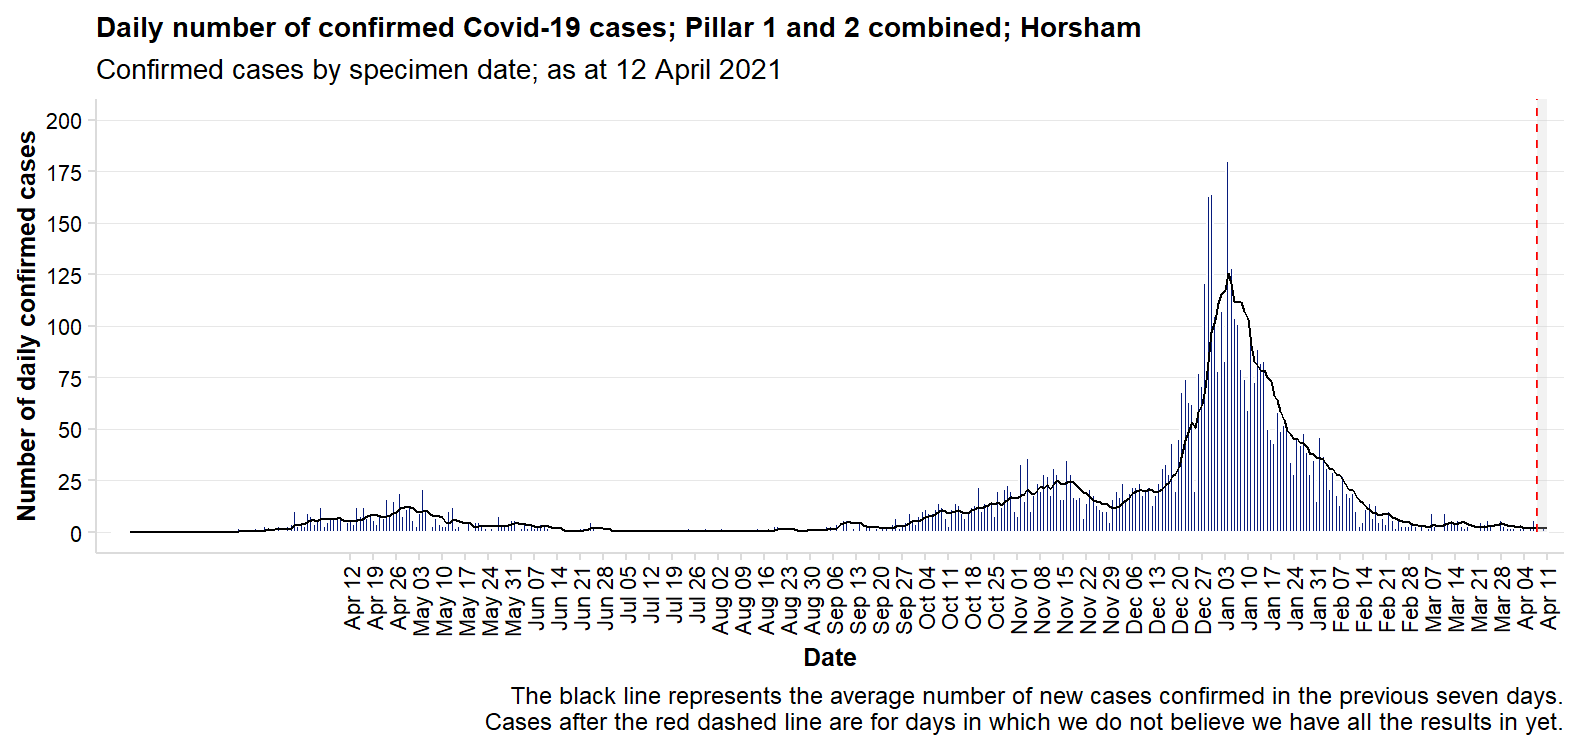 Daily number of confirmed Covid-19 cases; Pillar 1 and 2 combined; Horsham
Confirmed cases by specimen date; as at 12 April 2021
Number of daily confirmed cases
200
175
150
125
100
75
50
25
0
Apr 12
Apr 19
Apr 26
May 03
May 10
May 17
May 24
May 31
Jun 07
Jun 14
Jun 21
Jun 28
Jul 05
Jul 12
Jul 19
Jul 26
Aug 02
Aug 09
Aug 16
Aug 23
Aug 30
Sep 06
Sep 13
Sep 20
Sep 27
Oct 04
Oct 11
Oct 18
Oct 25
Nov 01
Nov 08
Nov 15
Nov 22
Nov 29
Dec 06
Dec 13
Dec 20
Dec 27
Jan 03
Jan 10
Jan 17
Jan 24
Jan 31
Feb 07
Feb 14
Feb 21
Feb 28
Mar 07
Mar 14
Mar 21
Mar 28
Apr 04
Apr 11
Date
The black line represents the average number of new cases confirmed in the previous seven days.
Cases after the red dashed line are for days in which we do not believe we have all the results in yet.